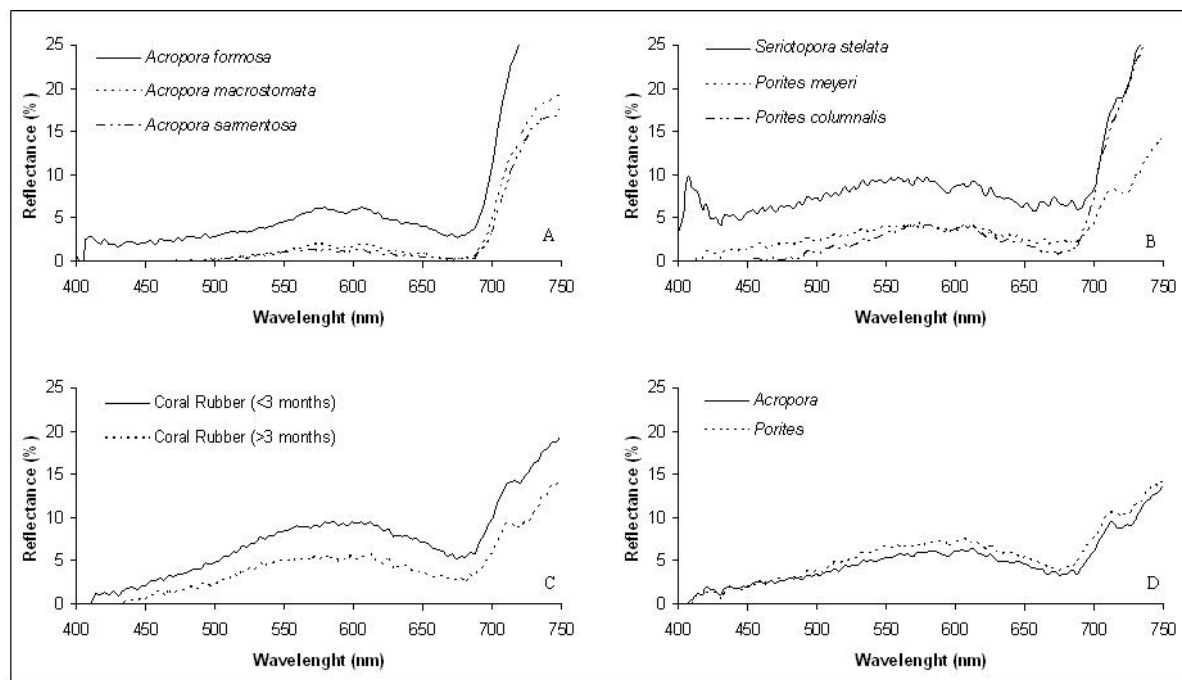 25
20
15
10
5
0
Reflectance (%)
Acropora formosa
Acropora macrostomata
Acropora sarmentosa
A
400 450 500 550 600 650 700 750
Wavelenght (nm)
25
20
15
10
5
0
Reflectance (%)
Seriotopora stelata
Porites meyeri
Porites columnalis
B
400 450 500 550 600 650 700 750
Wavelenght (nm)
25
20
15
10
5
0
Reflectance (%)
Coral Rubber (<3 months)
Coral Rubber (>3 months)
C
400 450 500 550 600 650 700 750
Wavelenght (nm)
25
20
15
10
5
0
Reflectance (%)
Acropora
Porites
D
400 450 500 550 600 650 700 750
Wavelenght (nm)